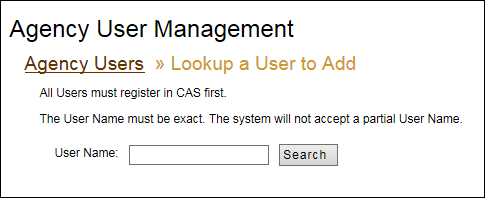 Agency User Management
Agency Users » Lookup a User to Add
All Users must register in CAS first.
The User Name must be exact. The system will not accept a partial User Name.
User Name: Search